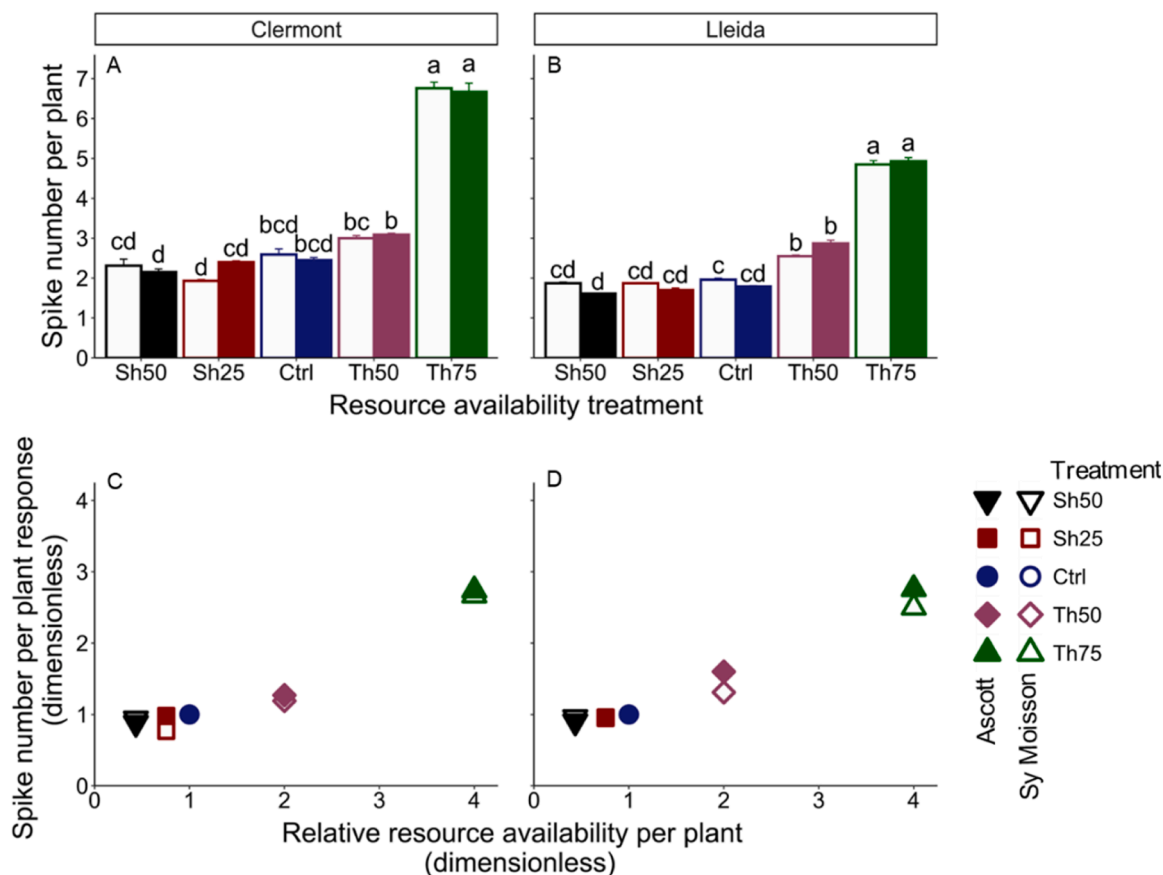 Clermont
Lleida
A
B
Spike number per plant
7
6
5
4
3
2
1
0
cd
d
d
cd
bcd
bcd
bc
b
a
a
cd
d
cd
cd
c
cd
b
b
a
a
Sh50
Sh25
Ctrl
Th50
Th75
Sh50
Sh25
Ctrl
Th50
Th75
Resource availability treatment
C
D
Spike number per plant response
(dimensionless)
4
3
2
1
0
0
1
2
3
4
0
1
2
3
4
Relative resource availability per plant
(dimensionless)
Treatment
Sh50
Sh25
Ctrl
Th50
Th75
Ascott
Sy Moisson